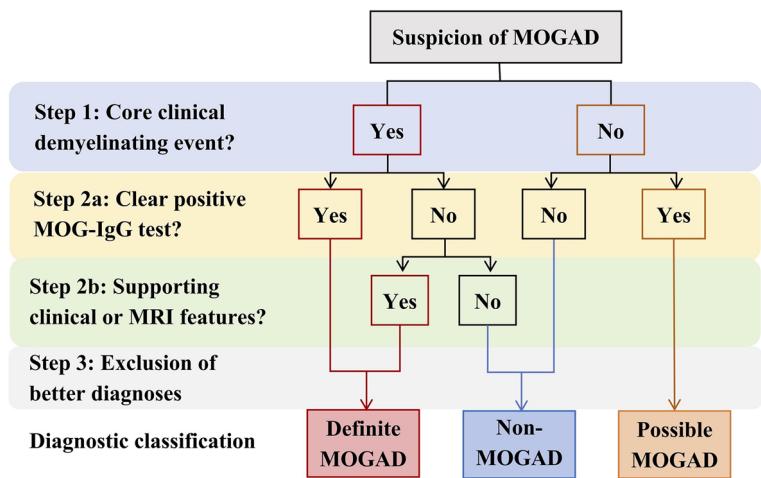 Suspicion of MOGAD
Step 1: Core clinical
demyelinating event?
Yes
No
Step 2a: Clear positive
MOG-IgG test?
Yes
No
No
Yes
Step 2b: Supporting
clinical or MRI features?
Yes
No
Step 3: Exclusion of
better diagnoses
Diagnostic classification
Definite
MOGAD
Non-
MOGAD
Possible
MOGAD